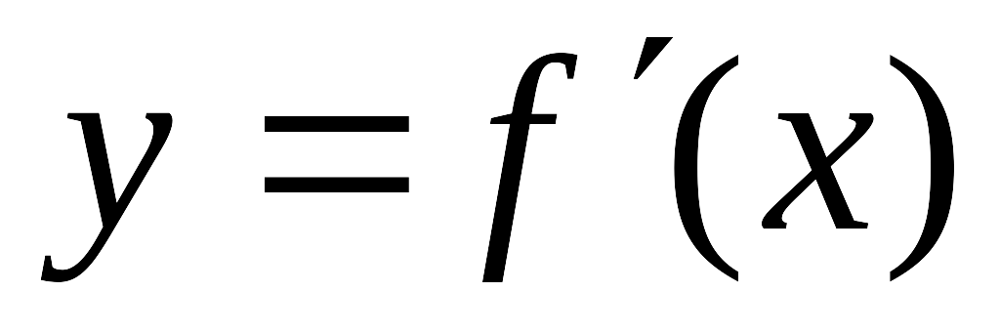 y = f ′(x)